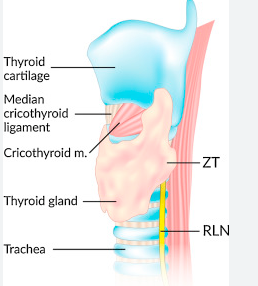 Thyroid
cartilage
Median
cricothyroid
ligament
Cricothyroid m.
ZT
Thyroid gland
RLN
Trachea